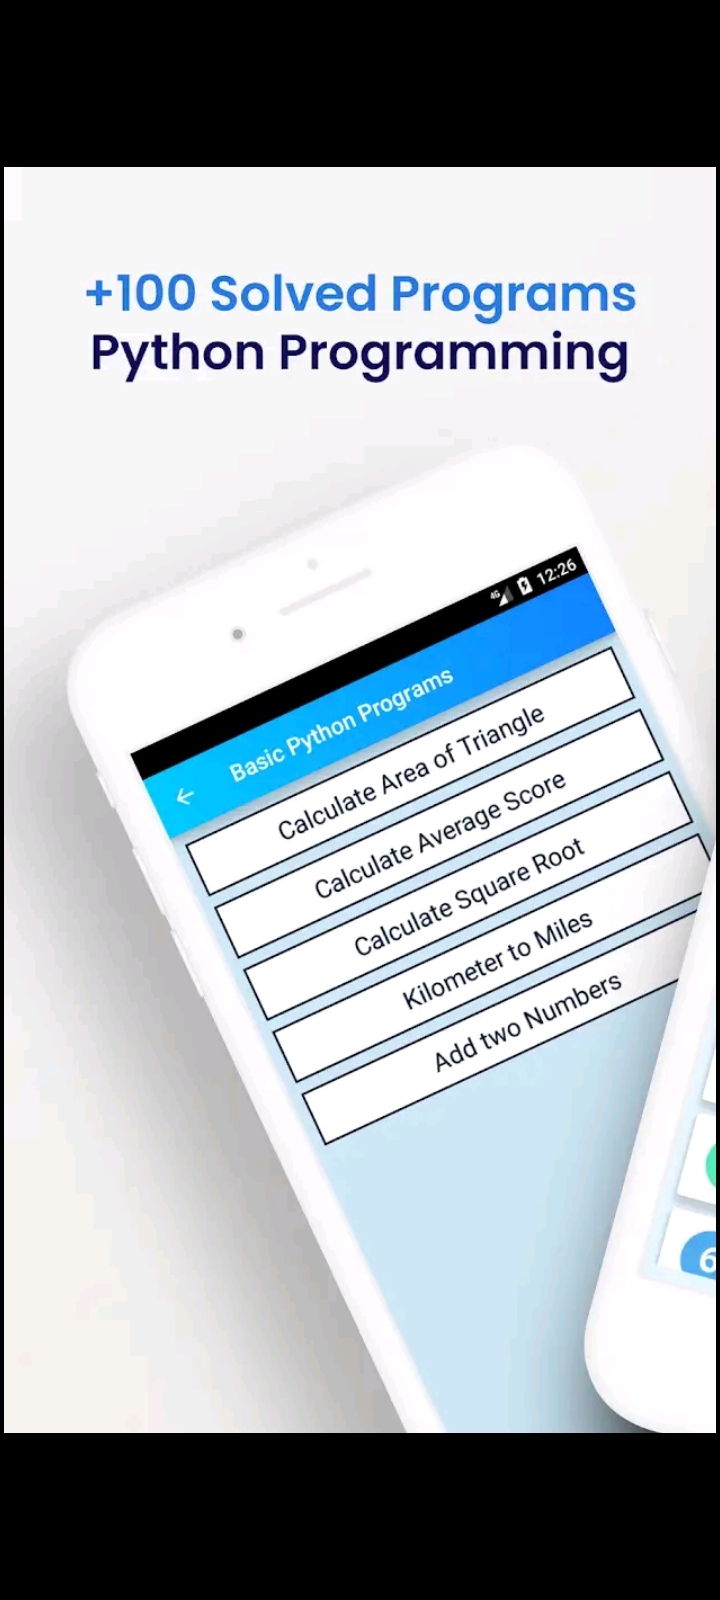 +100 Solved Programs
Python Programming
4G 12:26
← Basic Python Programs
Calculate Area of Triangle
Calculate Average Score
Calculate Square Root
Kilometer to Miles
Add two Numbers
6